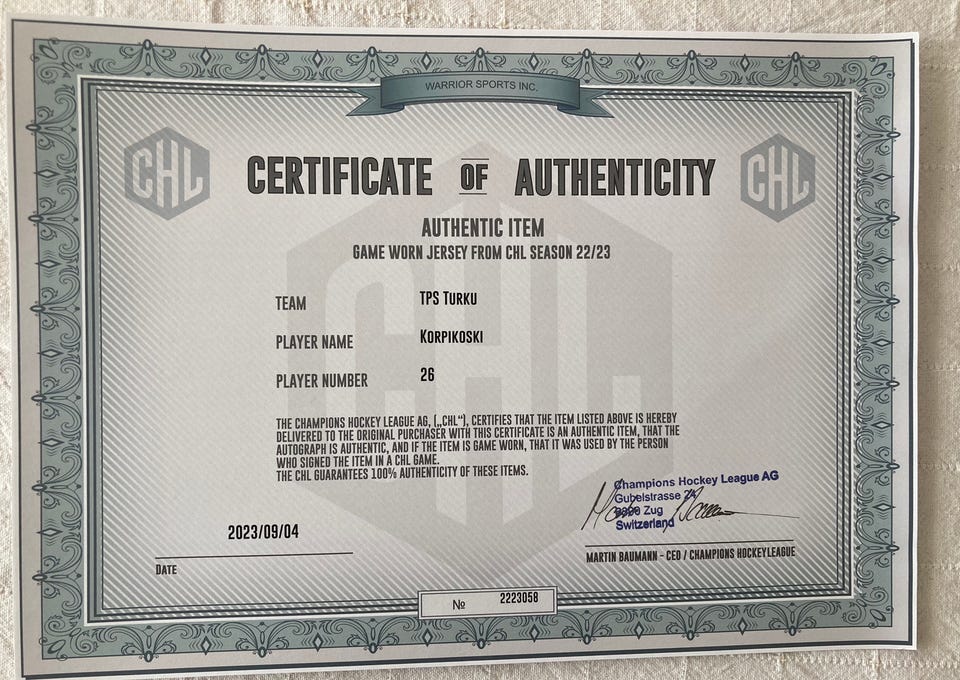 WARRIOR SPORTS INC.
CHL
CHL
CERTIFICATE OF AUTHENTICITY
AUTHENTIC ITEM
GAME WORN JERSEY FROM CHL SEASON 22/23
CHL
TEAM TPS TURKU
PLAYER NAME KORPIKOSKI
PLAYER NUMBER 26
THE CHAMPIONS HOCKEY LEAGUE AG, („CHL“), CERTIFIES THAT THE ITEM LISTED ABOVE IS HEREBY
DELIVERED TO THE ORIGINAL PURCHASER WITH THIS CERTIFICATE IS AN AUTHENTIC ITEM, THAT THE
AUTOGRAPH IS AUTHENTIC, AND IF THE ITEM IS GAME WORN, THAT IT WAS USED BY THE PERSON
WHO SIGNED THE ITEM IN A CHL GAME.
THE CHL GUARANTEES 100% AUTHENTICITY OF THESE ITEMS.
Champions Hockey League AG
Gubelstrasse
Zug
Switzerland
2023/09/04
DATE
MARTIN BAUMANN - CEO / CHAMPIONS HOCKEYLEAGUE
№ 2223058